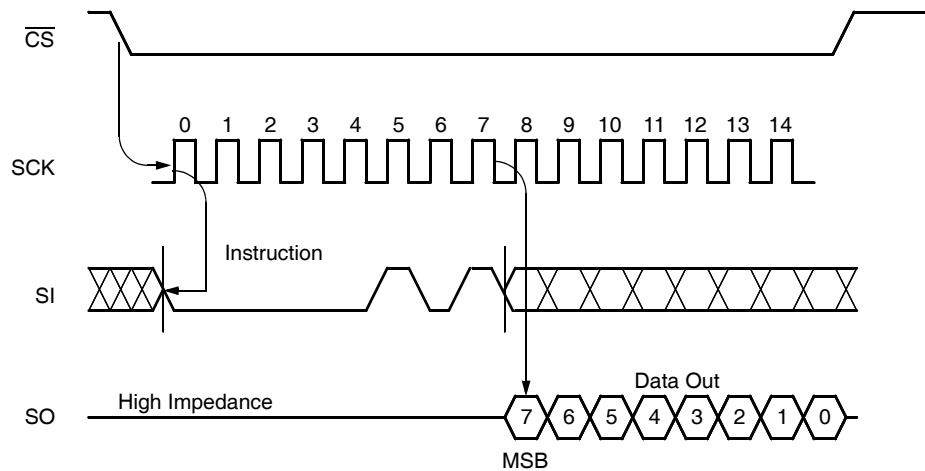 CS
0 1 2 3 4 5 6 7 8 9 10 11 12 13 14
SCK
Instruction
SI
Data Out
High Impedance
SO
7 6 5 4 3 2 1 0
MSB